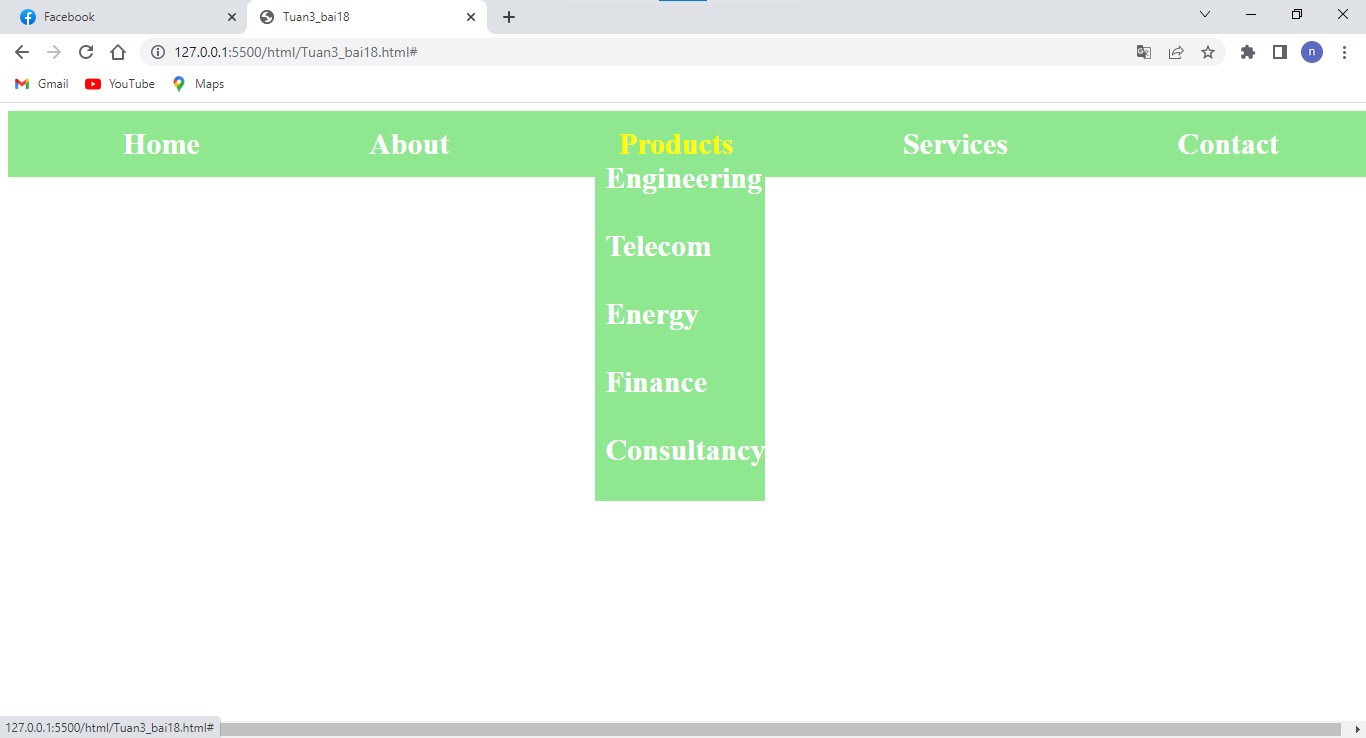 Facebook
Tuan3_bai18
127.0.0.1:5500/html/Tuan3_bai18.html#
n
Gmail YouTube Maps
Home About Products Services Contact
Engineering
Telecom
Energy
Finance
Consultancy
127.0.0.1:5500/html/Tuan3_bai18.html#